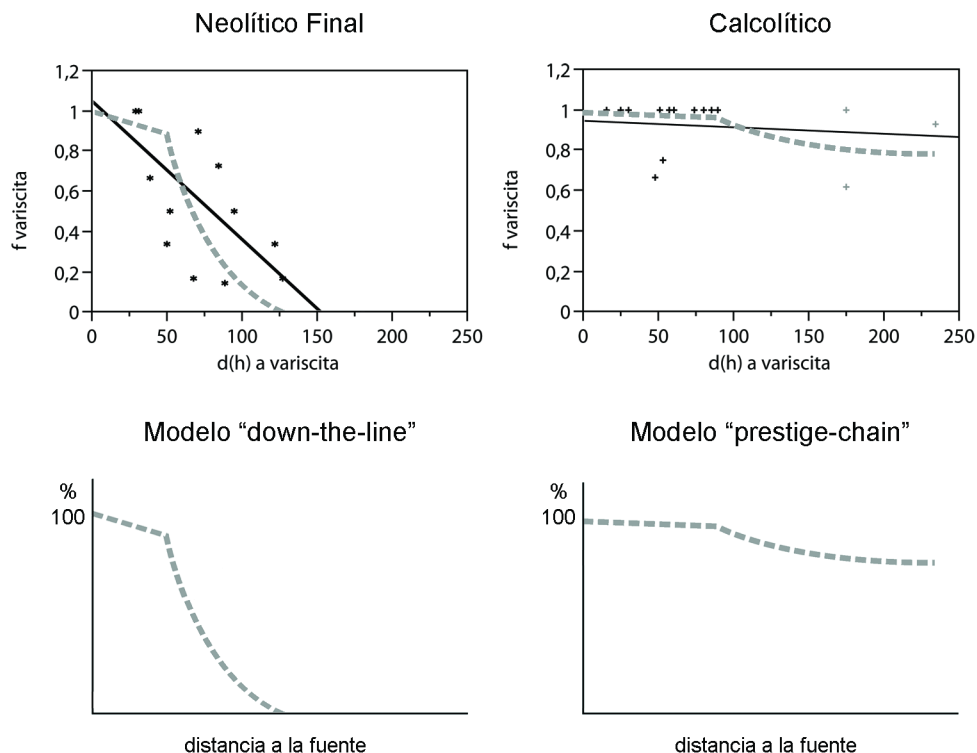 Neolítico Final
1,2
1
0,8
0,6
0,4
0,2
0
f variscita
0 50 100 150 200 250
d(h) a variscita
Calcolítico
1,2
1
0,8
0,6
0,4
0,2
0
f variscita
0 50 100 150 200 250
d(h) a variscita
Modelo “down-the-line”
%
100
distancia a la fuente
Modelo “prestige-chain”
%
100
distancia a la fuente